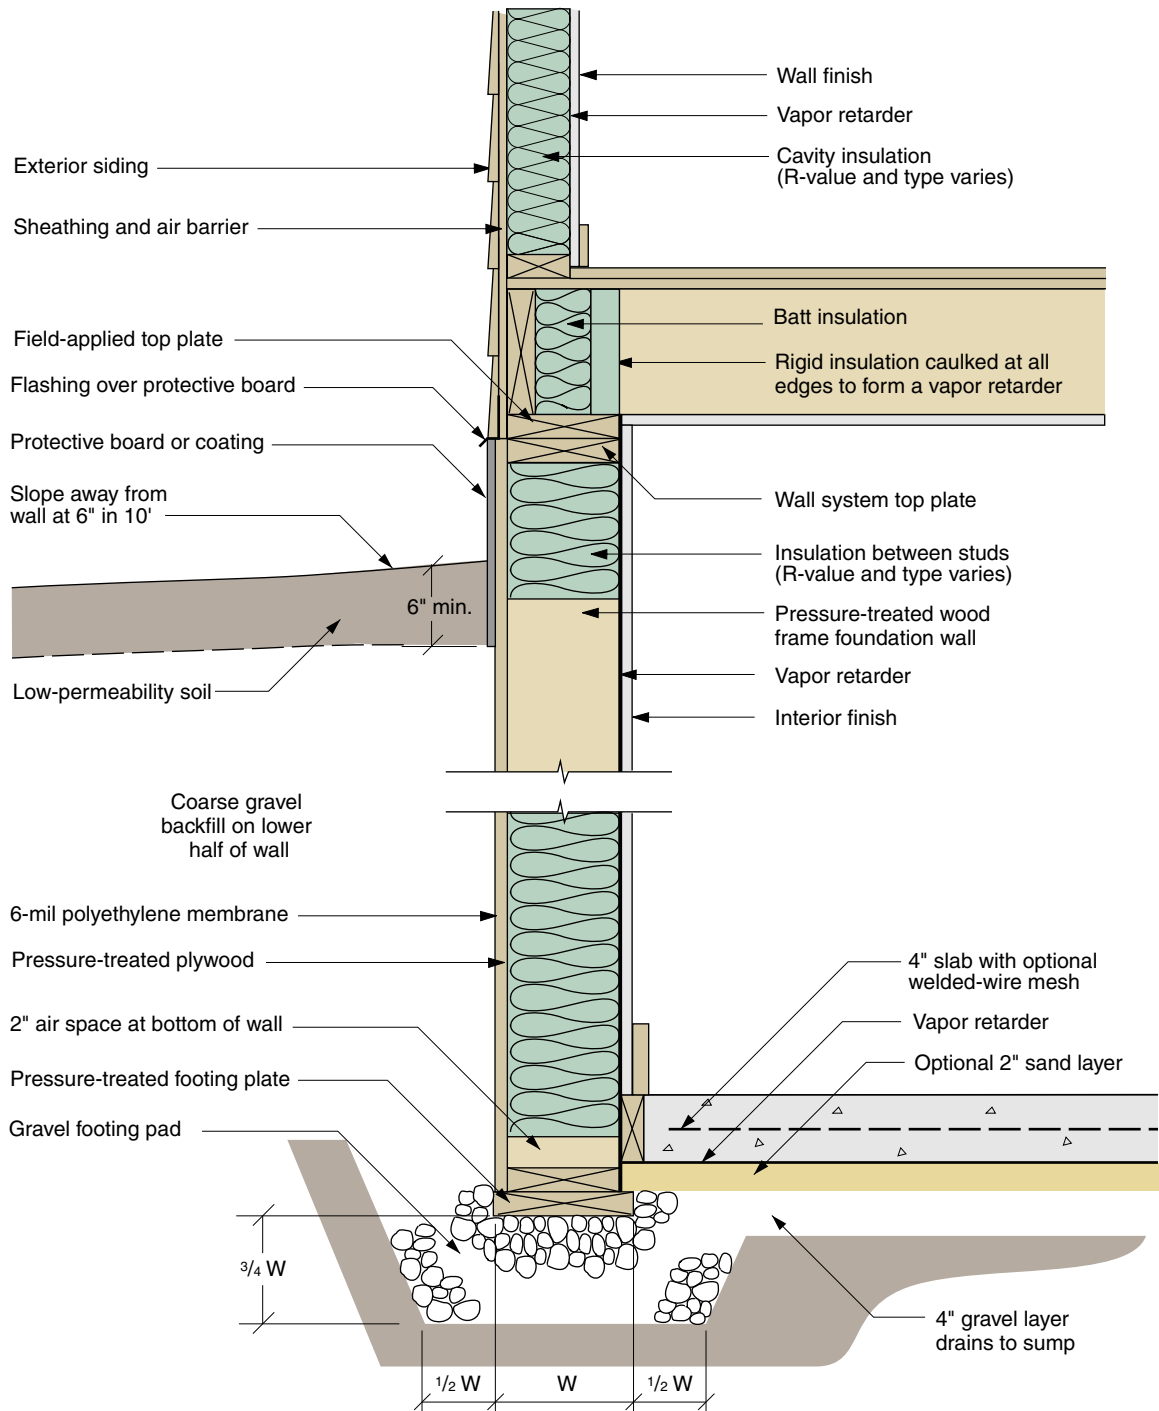 Wall finish
Vapor retarder
Cavity insulation
(R-value and type varies)
Exterior siding
Sheathing and air barrier
Batt insulation
Field-applied top plate
Rigid insulation caulked at all
edges to form a vapor retarder
Flashing over protective board
Protective board or coating
Slope away from
wall at 6" in 10'
Wall system top plate
Insulation between studs
(R-value and type varies)
6" min.
Pressure-treated wood
frame foundation wall
Vapor retarder
Low-permeability soil
Interior finish
Coarse gravel
backfill on lower
half of wall
6-mil polyethylene membrane
Pressure-treated plywood
4" slab with optional
welded-wire mesh
2" air space at bottom of wall
Vapor retarder
Optional 2" sand layer
Pressure-treated footing plate
Gravel footing pad
3/4 W
4" gravel layer
drains to sump
1/2 W
W
1/2 W